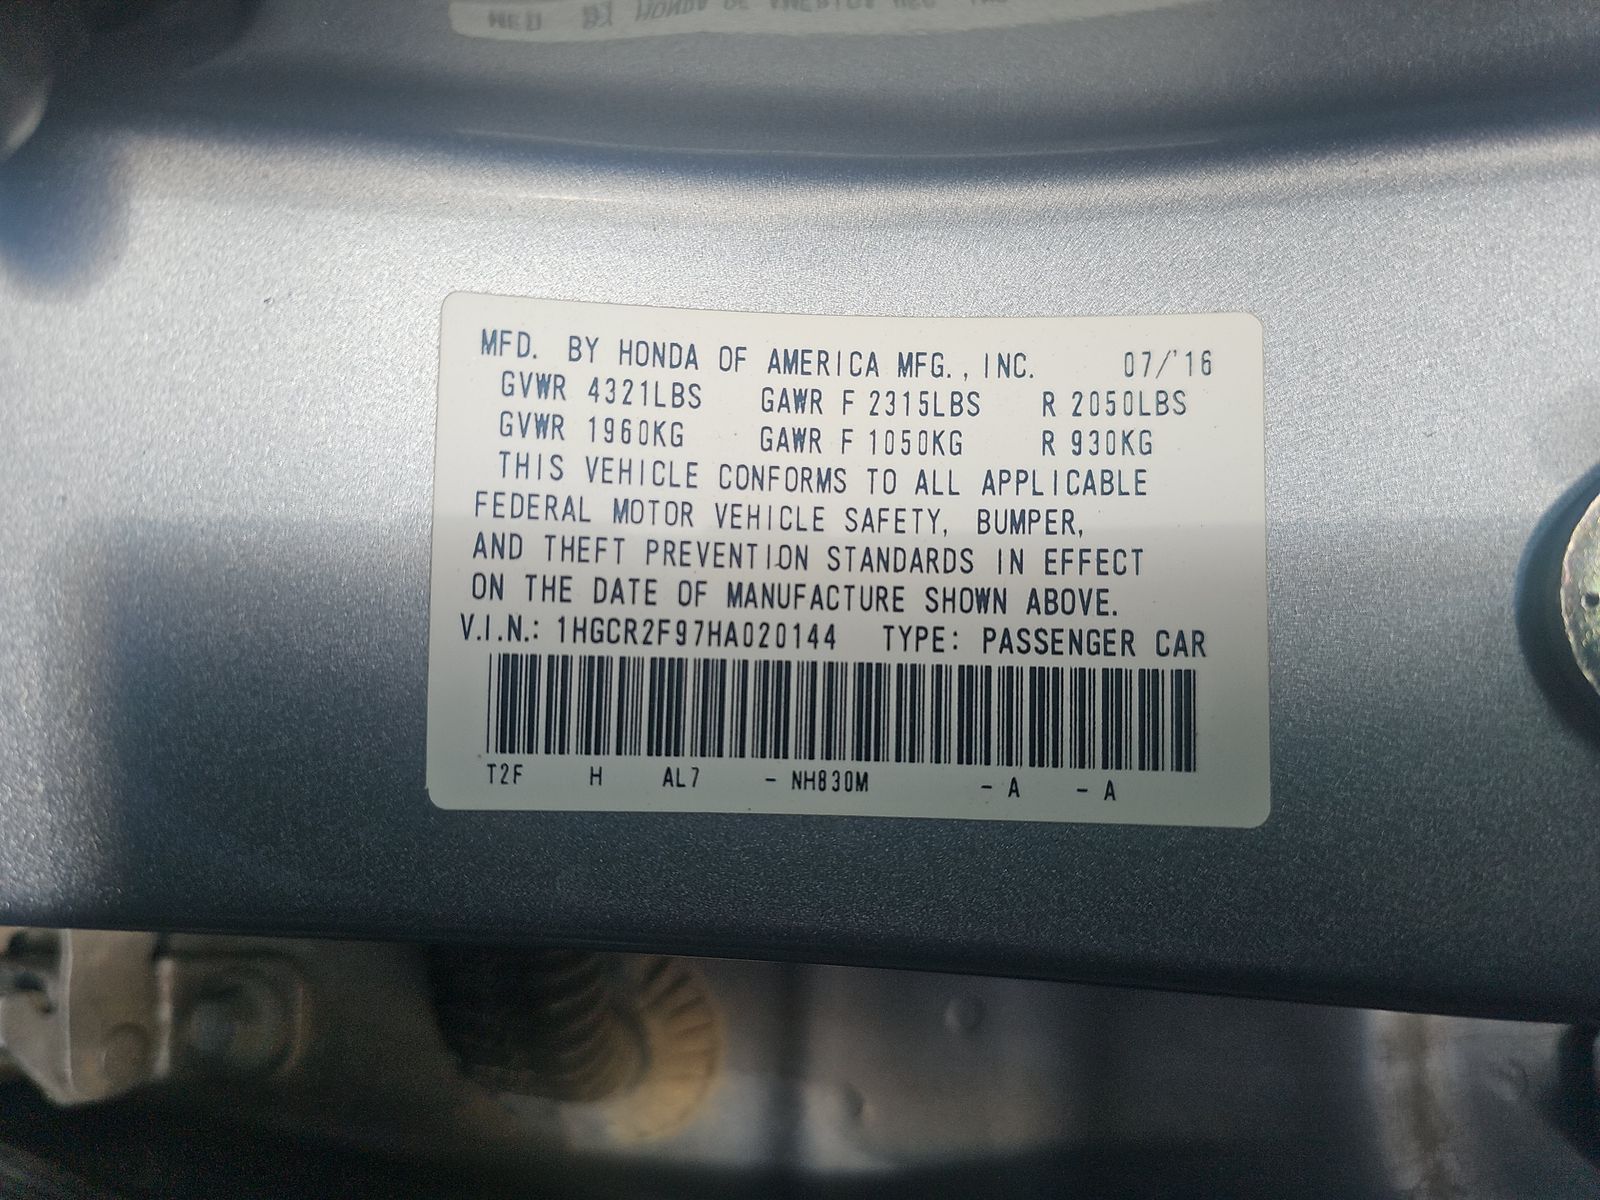 MFD. BY HONDA OF AMERICA MFG., INC. 07/'16
GVWR 4321LBS GAWR F 2315LBS R 2050LBS
GVWR 1960KG GAWR F 1050KG R 930KG
THIS VEHICLE CONFORMS TO ALL APPLICABLE
FEDERAL MOTOR VEHICLE SAFETY, BUMPER,
AND THEFT PREVENTION STANDARDS IN EFFECT
ON THE DATE OF MANUFACTURE SHOWN ABOVE.
V.I.N.: 1HGCR2F97HA020144 TYPE: PASSENGER CAR
T2F H AL7 - NH830M - A - A